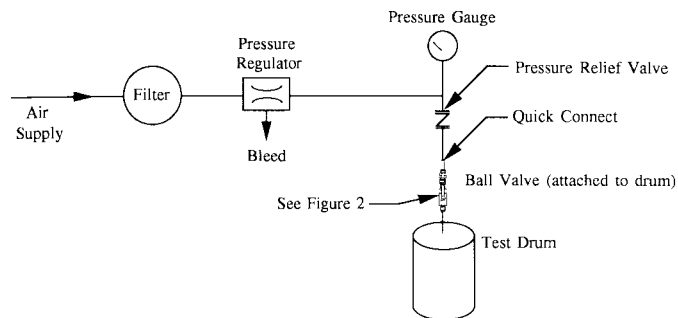 Pressure Gauge
Pressure
Regulator
Pressure Relief Valve
Filter
Air
Supply
Quick Connect
Bleed
Ball Valve (attached to drum)
See Figure 2
Test Drum